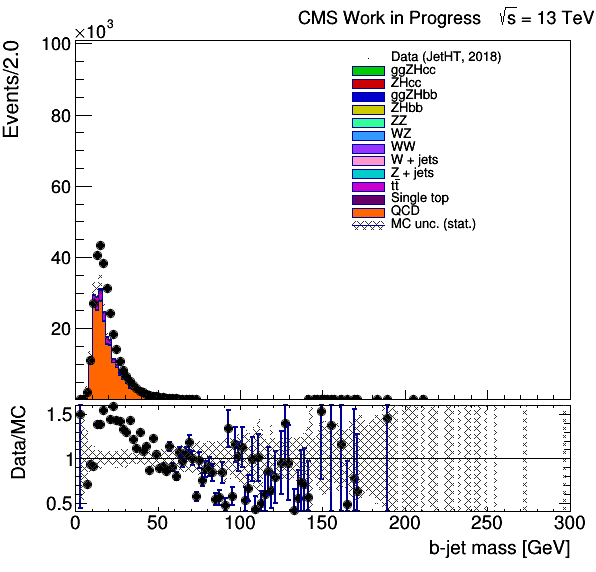 CMS Work in Progress √s = 13 TeV
×10³
Events/2.0
100
80
60
40
20
Data (JetHT, 2018)
ggZHcc
ZHcc
ggZHbb
ZHbb
ZZ
WZ
WW
W + jets
Z + jets
tt̄
Single top
QCD
MC unc. (stat.)
Data/MC
1.5
1
0.5
0 50 100 150 200 250 300
b-jet mass [GeV]